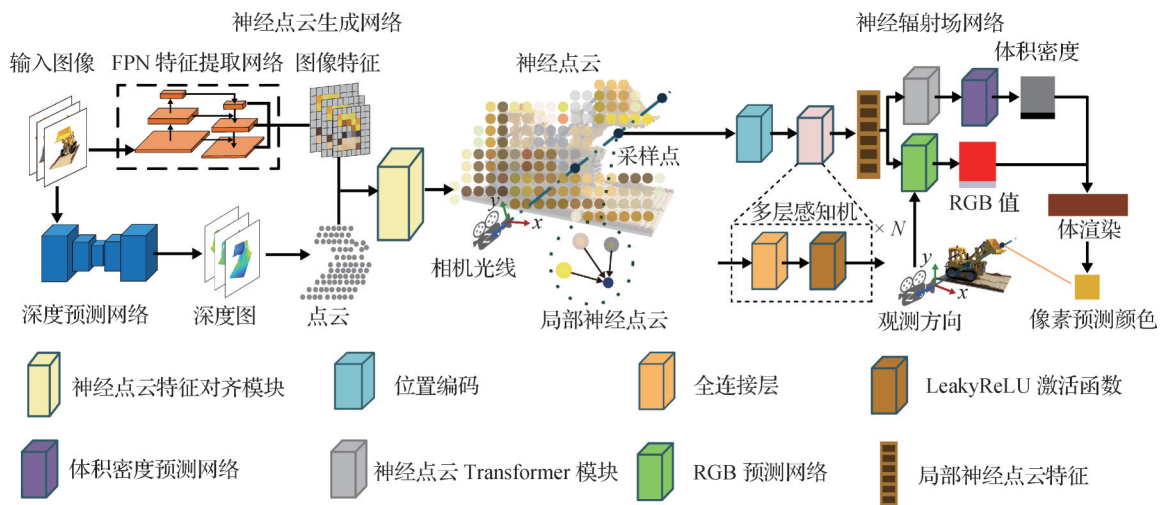 神经点云生成网络
神经辐射场网络
输入图像
FPN 特征提取网络
图像特征
神经点云
体积密度
采样点
RGB 值
多层感知机
× N
体渲染
y
x
相机光线
y
x
深度预测网络
深度图
点云
局部神经点云
观测方向
像素预测颜色
神经点云特征对齐模块
位置编码
全连接层
LeakyReLU 激活函数
体积密度预测网络
神经点云 Transformer 模块
RGB 预测网络
局部神经点云特征